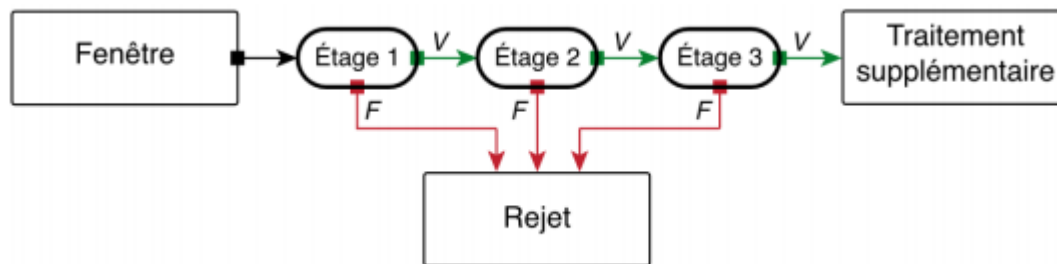 Fenêtre
Étage 1
V
Étage 2
V
Étage 3
V
Traitement
supplémentaire
F
F
F
Rejet